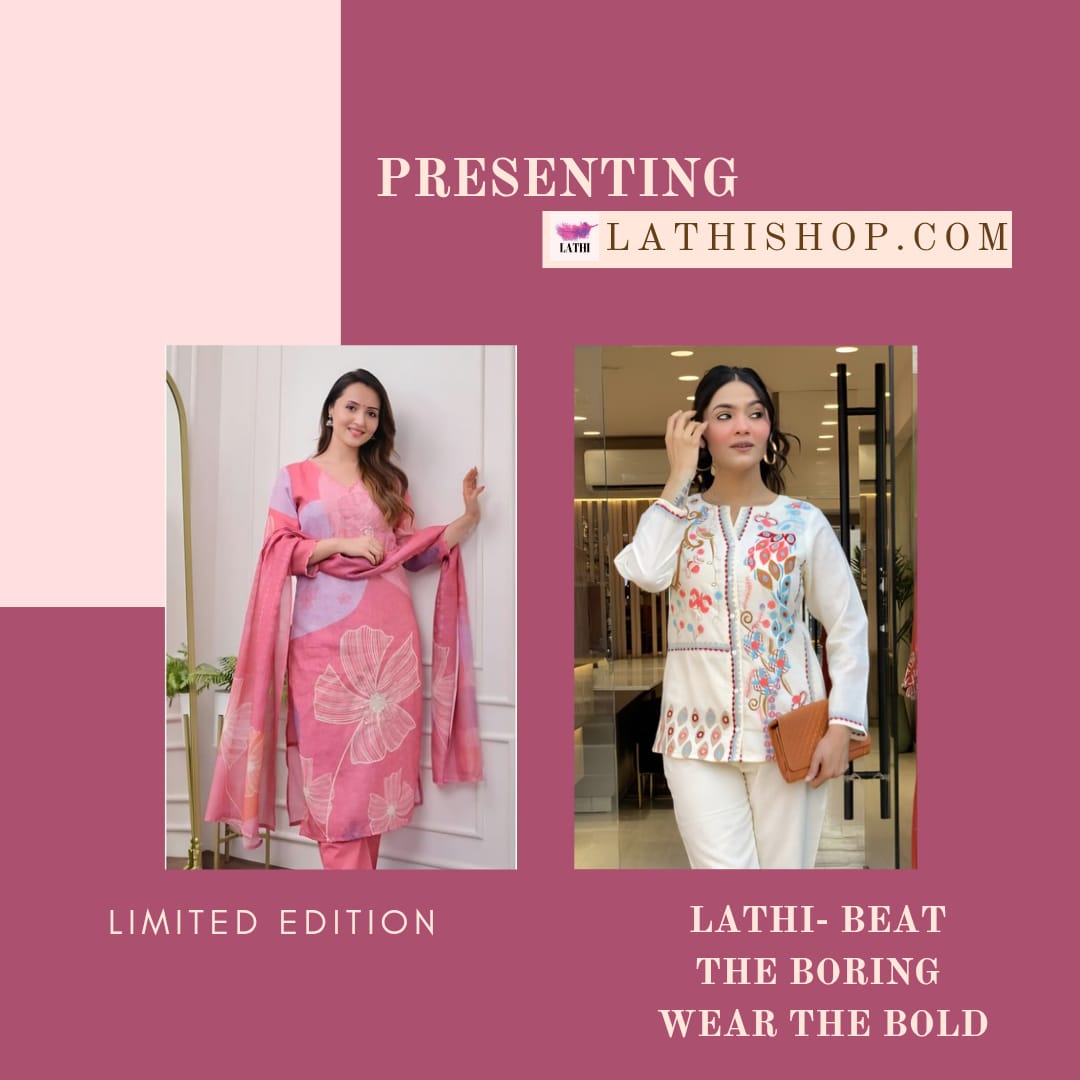 PRESENTING
LATHI
LATHISHOP.COM
LIMITED EDITION
LATHI- BEAT
THE BORING
WEAR THE BOLD